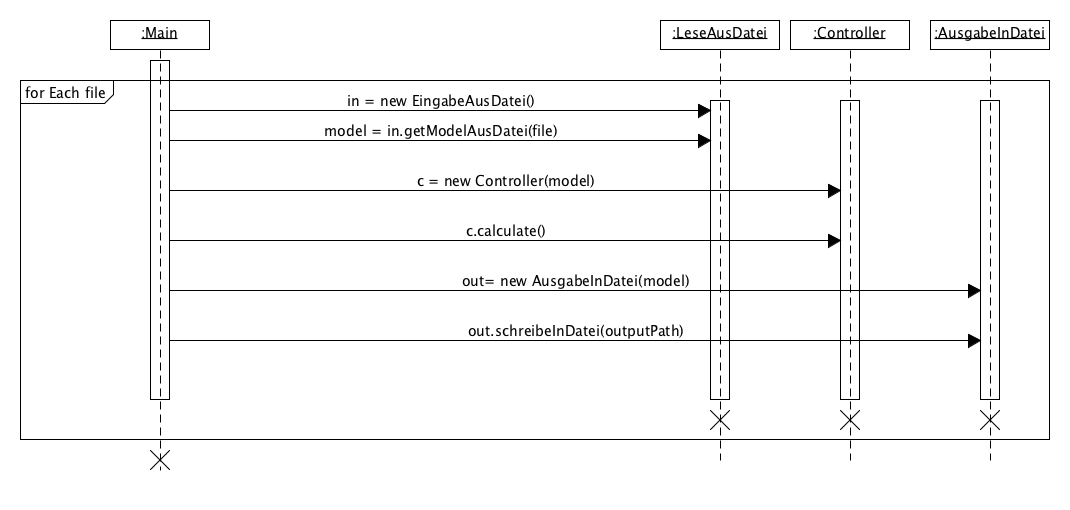 :Main
:LeseAusDatei
:Controller
:AusgabeInDatei
for Each file
in = new EingabeAusDatei()
model = in.getModelAusDatei(file)
c = new Controller(model)
c.calculate()
out= new AusgabeInDatei(model)
out.schreibeInDatei(outputPath)